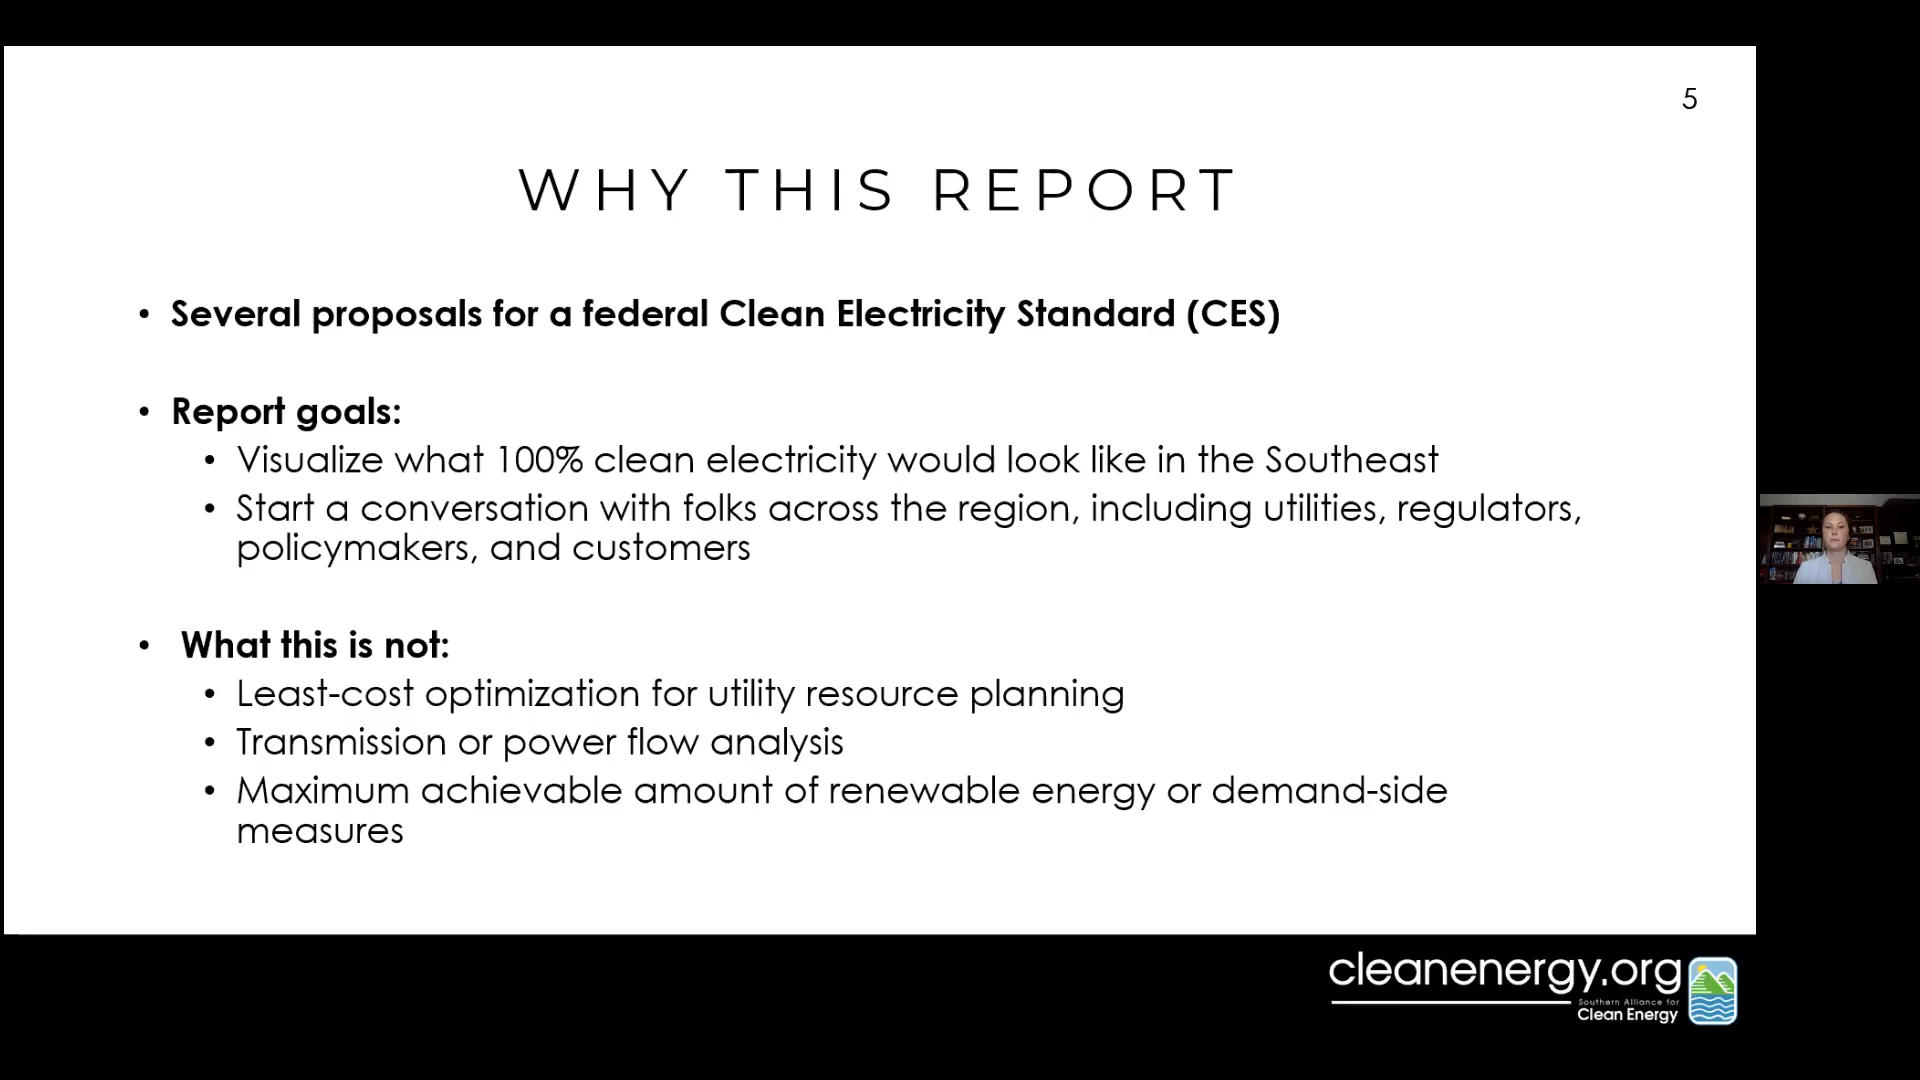 5
WHY THIS REPORT
• Several proposals for a federal Clean Electricity Standard (CES)
• Report goals:
• Visualize what 100% clean electricity would look like in the Southeast
• Start a conversation with folks across the region, including utilities, regulators,
policymakers, and customers
• What this is not:
• Least-cost optimization for utility resource planning
• Transmission or power flow analysis
• Maximum achievable amount of renewable energy or demand-side
measures
cleanenergy.org
Southern Alliance for
Clean Energy